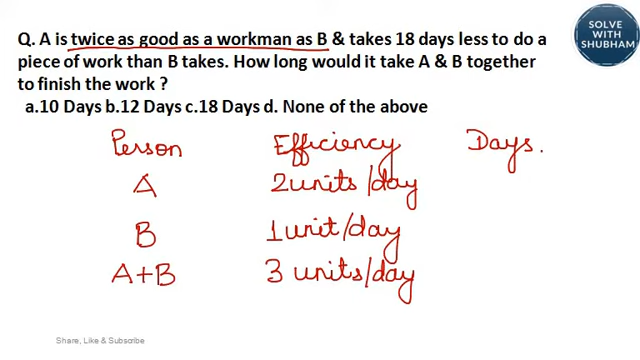 Q. A is twice as good as a workman as B & takes 18 days less to do a
piece of work than B takes. How long would it take A & B together
to finish the work ?
a.10 Days b.12 Days c.18 Days d. None of the above
SOLVE
WITH
SHUBHAM
Person Efficiency Days.
A 2units/day
B 1unit/day
A+B 3 units/day
Share, Like & Subscribe